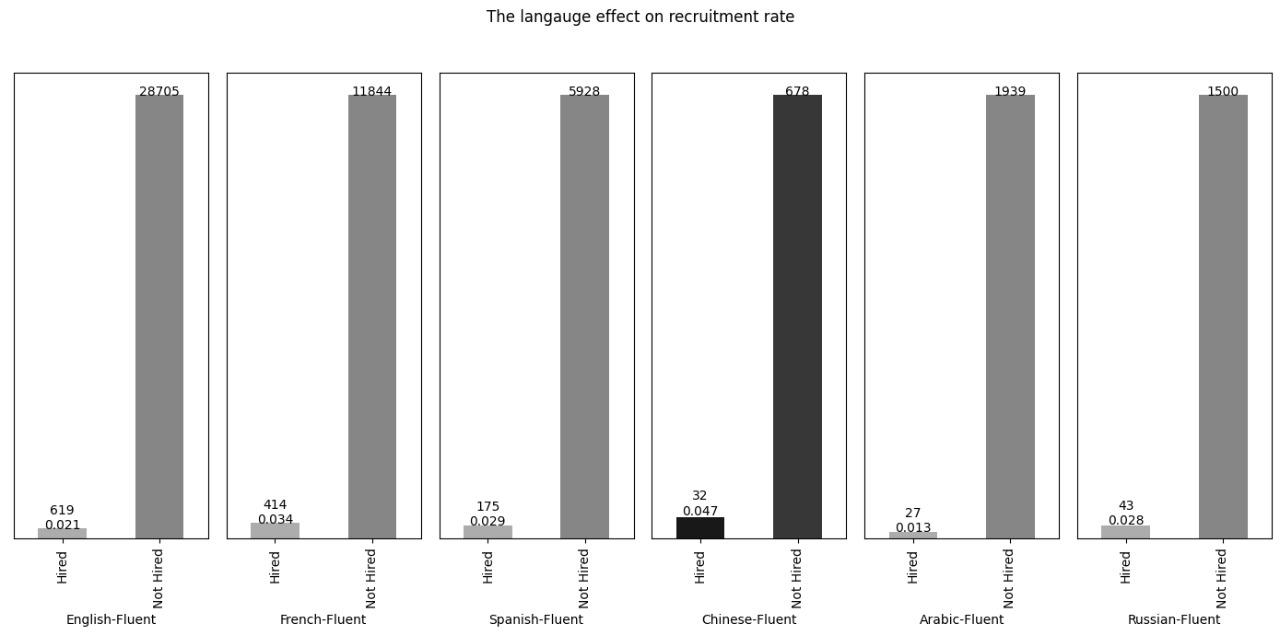 The langauge effect on recruitment rate
28705
619
0.021
Hired
Not Hired
English-Fluent
11844
414
0.034
Hired
Not Hired
French-Fluent
5928
175
0.029
Hired
Not Hired
Spanish-Fluent
678
32
0.047
Hired
Not Hired
Chinese-Fluent
1939
27
0.013
Hired
Not Hired
Arabic-Fluent
1500
43
0.028
Hired
Not Hired
Russian-Fluent